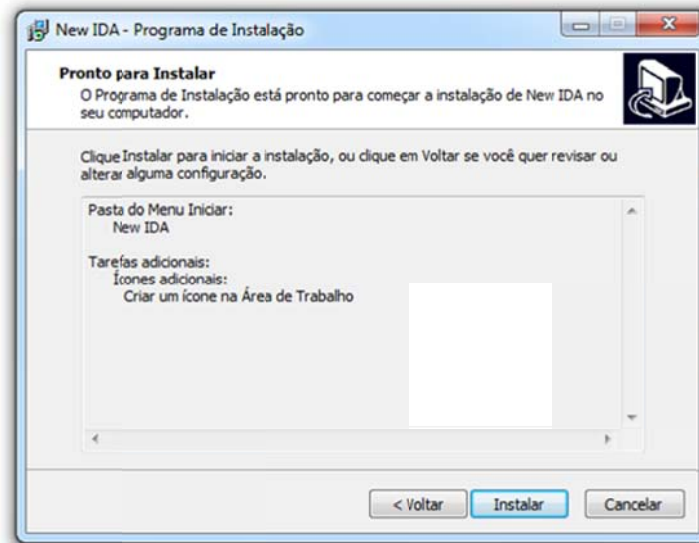 New IDA - Programa de Instalação
Pronto para Instalar
O Programa de Instalação está pronto para começar a instalação de New IDA no
seu computador.
Clique Instalar para iniciar a instalação, ou clique em Voltar se você quer revisar ou
alterar alguma configuração.
Pasta do Menu Iniciar:
New IDA
Tarefas adicionais:
Ícones adicionais:
Criar um ícone na Área de Trabalho
< Voltar
Instalar
Cancelar